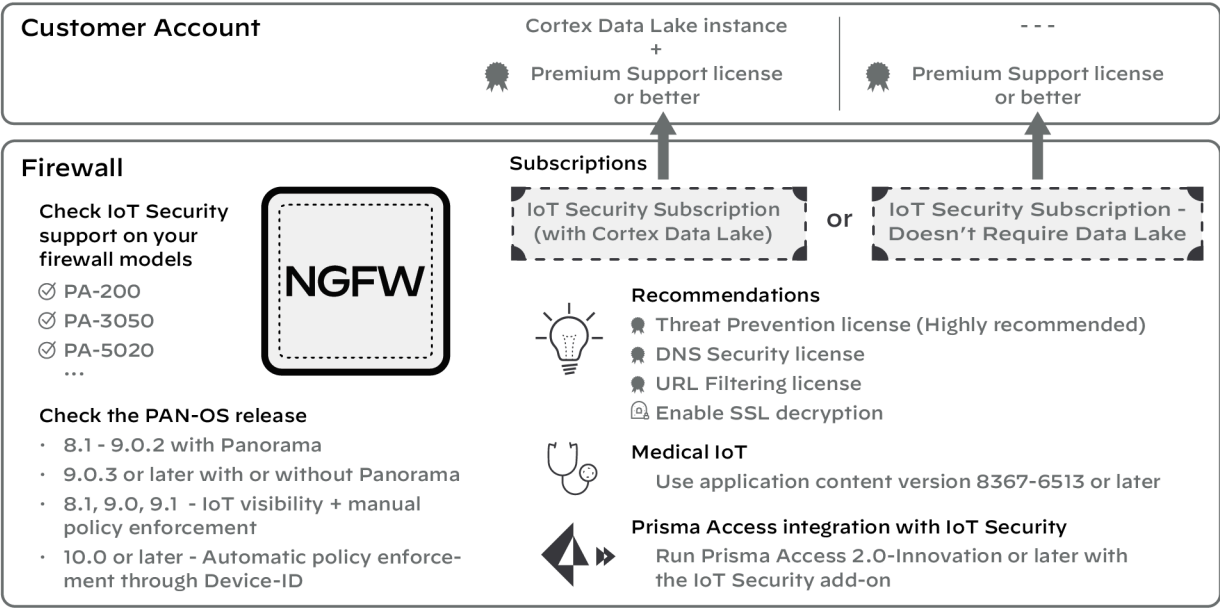 Customer Account
Cortex Data Lake instance
+
Premium Support license
or better
---
Premium Support license
or better
Firewall
Check IoT Security
support on your
firewall models
PA-200
PA-3050
PA-5020
...
NGFW
Check the PAN-OS release
· 8.1 - 9.0.2 with Panorama
· 9.0.3 or later with or without Panorama
· 8.1, 9.0, 9.1 - IoT visibility + manual
policy enforcement
· 10.0 or later - Automatic policy enforce-
ment through Device-ID
Subscriptions
IoT Security Subscription
(with Cortex Data Lake)
or
IoT Security Subscription -
Doesn't Require Data Lake
Recommendations
Threat Prevention license (Highly recommended)
DNS Security license
URL Filtering license
Enable SSL decryption
Medical IoT
Use application content version 8367-6513 or later
Prisma Access integration with IoT Security
Run Prisma Access 2.0-Innovation or later with
the IoT Security add-on